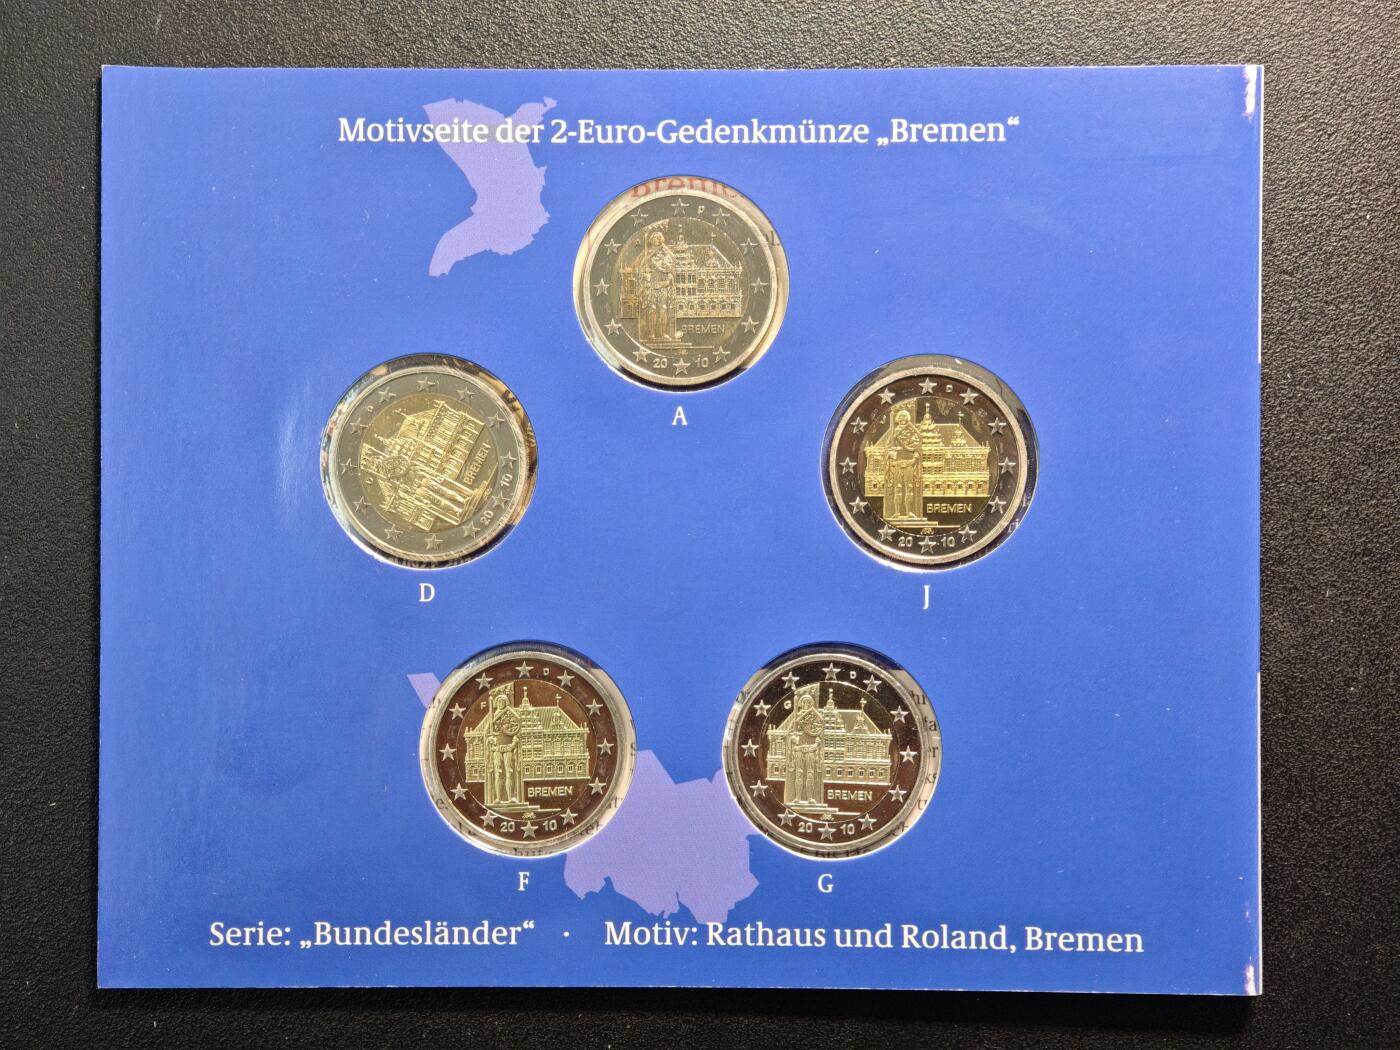 Motivseite der 2-Euro-Gedenkmünze „Bremen“
Breme
D
BREMEN
20 10
A
D
BREMEN
20 10
D
D
J
BREMEN
20 10
J
D
F
BREMEN
20 10
F
D
G
BREMEN
20 10
G
Serie: „Bundesländer“ · Motiv: Rathaus und Roland, Bremen